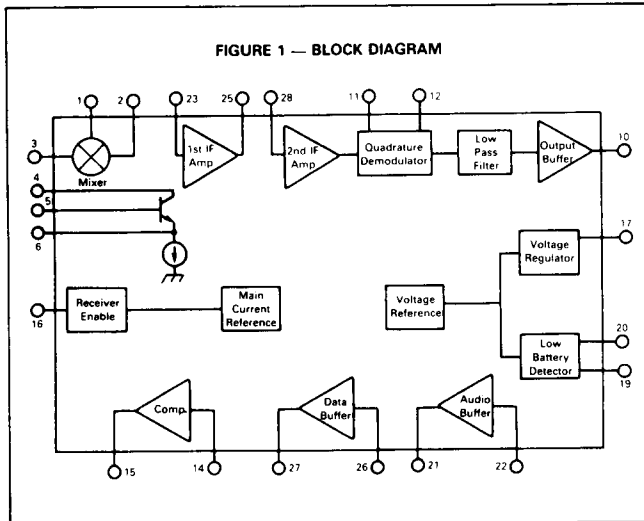 FIGURE 1 — BLOCK DIAGRAM
1
2
23
25
28
11
12
3
Mixer
1st IF
Amp
2nd IF
Amp
Quadrature
Demodulator
Low
Pass
Filter
Output
Buffer
10
4
5
6
17
Voltage
Regulator
16
Receiver
Enable
Main
Current
Reference
Voltage
Reference
20
Low
Battery
Detector
19
Comp.
Data
Buffer
Audio
Buffer
15
14
27
26
21
22